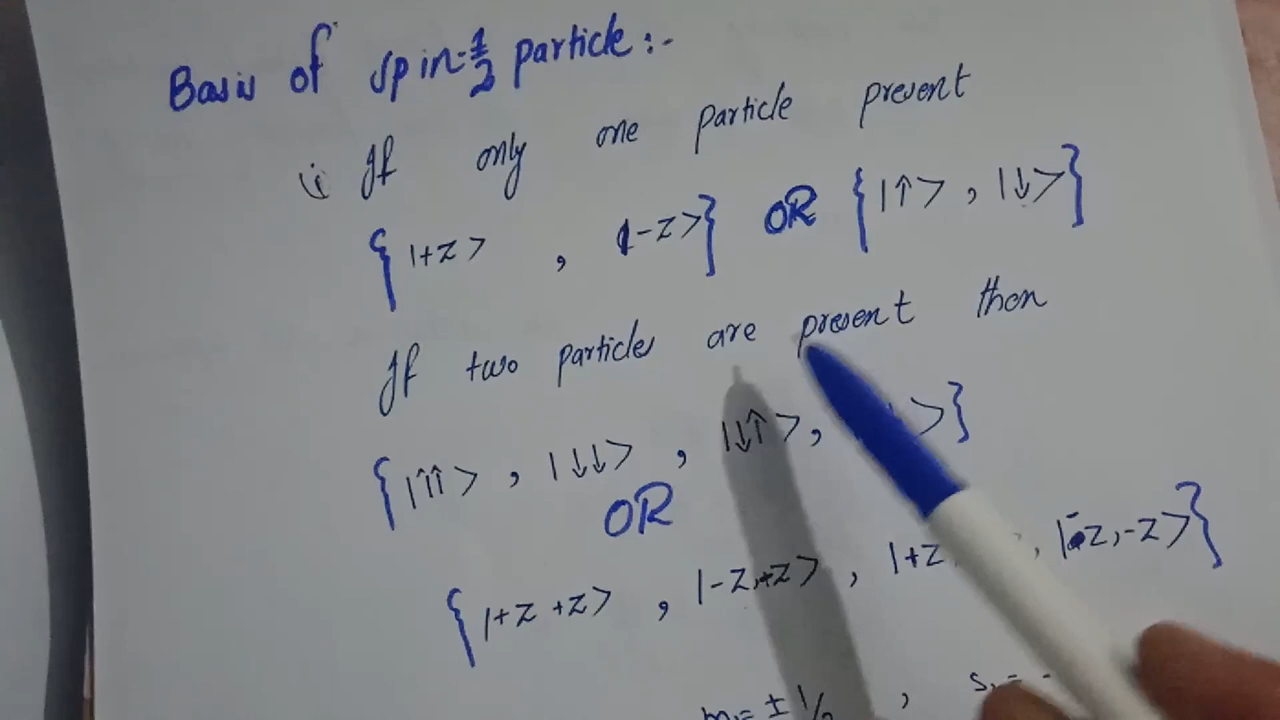 Basis of spin-1/2 particle :-
(i) If only one particle present
{ |+z> , |-z> } OR { |↑> , |↓> }
If two particles are present then
{ |↑↑> , |↓↓> , |↓↑> , > }
OR
{ |+z +z> , |-z,+z> , |+z , |-z,-z> }
= ± 1/2 ,